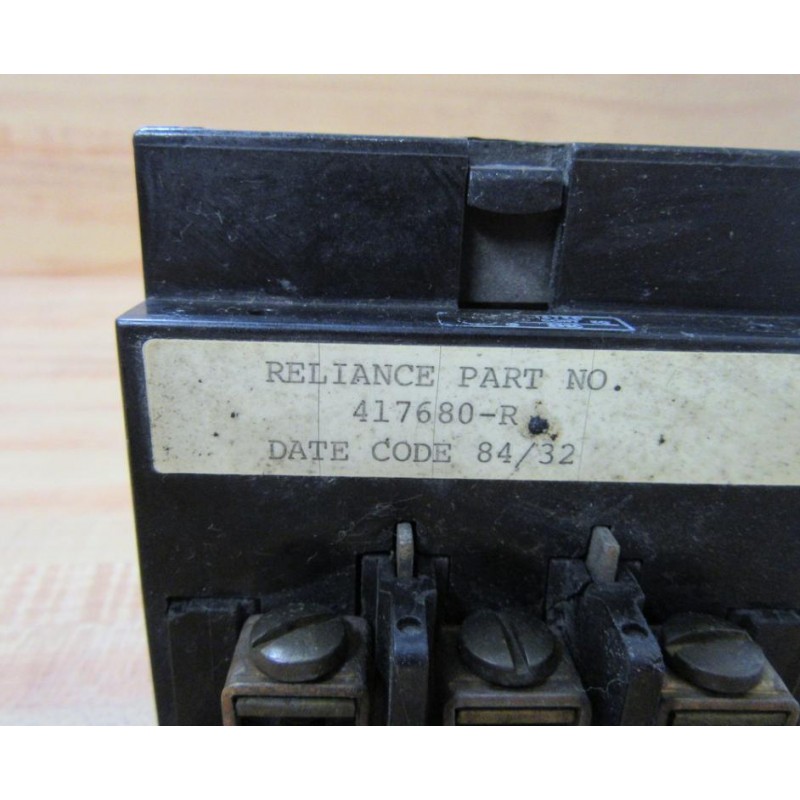 RELIANCE PART NO.
417680-R
DATE CODE 84/32